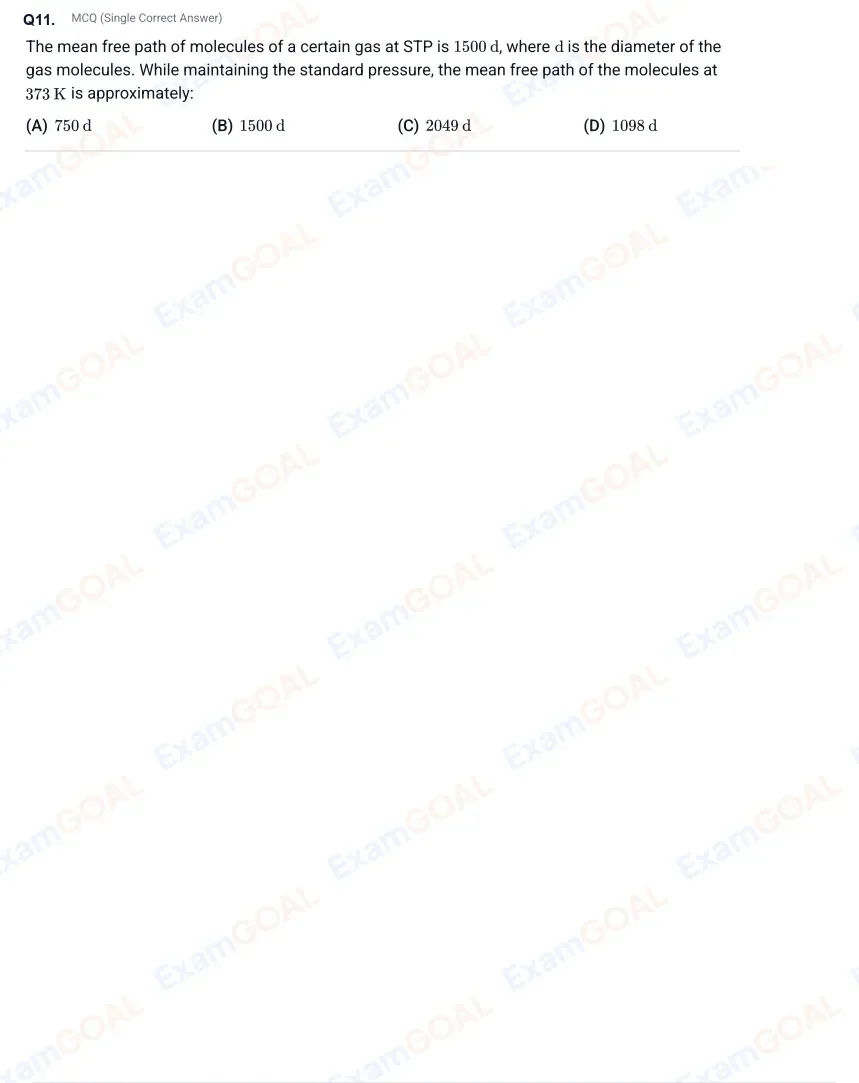 Q11. MCQ (Single Correct Answer)
The mean free path of molecules of a certain gas at STP is 1500 d, where d is the diameter of the
gas molecules. While maintaining the standard pressure, the mean free path of the molecules at
373 K is approximately:
(A) 750 d (B) 1500 d (C) 2049 d (D) 1098 d
ExamGOAL